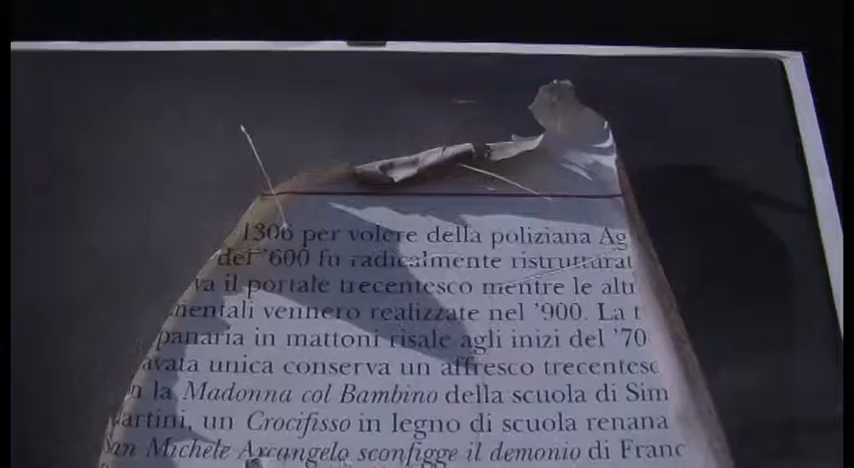 1306 per volere della poliziana Ag
del '600 fu radicalmente ristrutturat
va il portale trecentesco mentre le altr
mentali vennero realizzate nel '900. La t
panaria in mattoni risale agli inizi del '70
avata unica conserva un affresco trecentesc
n la Madonna col Bambino della scuola di Sim
artini, un Crocifisso in legno di scuola renana
an Michele Arcangelo sconfigge il demonio di Franc